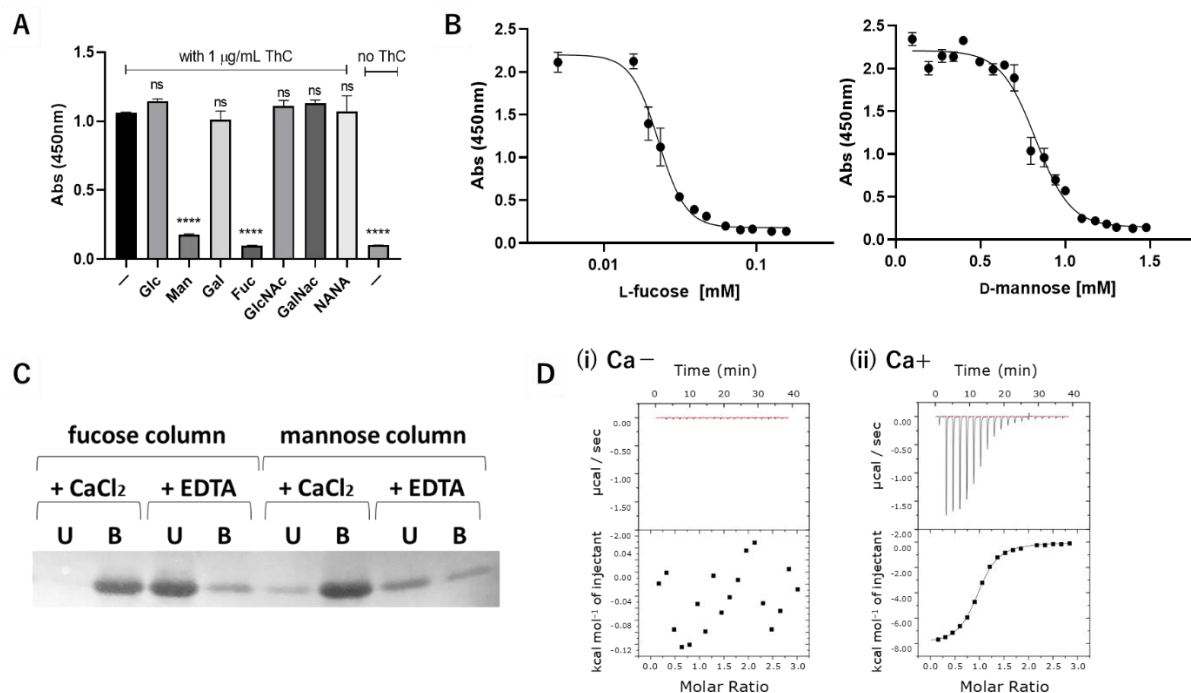 A
with 1 μg/mL ThC
no ThC
Abs (450nm)
1.5
1.0
0.5
0.0
ns
****
ns
****
ns
ns
ns
****
—
Glc
Man
Gal
Fuc
GlcNAc
GalNac
NANA
—
B
Abs (450nm)
2.5
2.0
1.5
1.0
0.5
0.0
0.01
0.1
L-fucose [mM]
Abs (450nm)
2.5
2.0
1.5
1.0
0.5
0.0
0.0
0.5
1.0
1.5
D-mannose [mM]
C
fucose column
mannose column
+ CaCl₂
+ EDTA
+ CaCl₂
+ EDTA
U B U B U B U B
D
(i) Ca−
Time (min)
0 10 20 30 40
μcal / sec
0.00
-0.50
-1.00
-1.50
kcal mol⁻¹ of injectant
-2.00
0.04
0.00
-0.04
-0.08
-0.12
0.0 0.5 1.0 1.5 2.0 2.5 3.0
Molar Ratio
(ii) Ca+
Time (min)
0 10 20 30 40
μcal / sec
0.00
-0.50
-1.00
-1.50
kcal mol⁻¹ of injectant
-2.00
-0.00
-2.00
-4.00
-6.00
-8.00
0.0 0.5 1.0 1.5 2.0 2.5 3.0
Molar Ratio